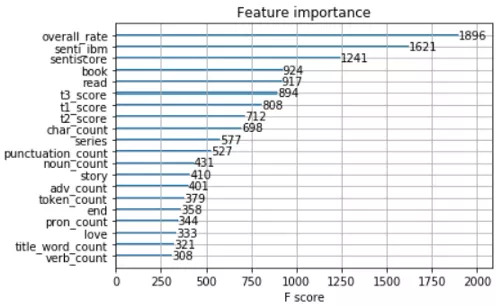 Feature importance
overall_rate 1896
senti_ibm 1621
sentiscore 1241
book 924
read 917
t3_score 894
t1_score 808
t2_score 712
char_count 698
series 577
punctuation_count 527
noun_count 431
story 410
adv_count 401
token_count 379
end 358
pron_count 344
love 333
title_word_count 321
verb_count 308
0 250 500 750 1000 1250 1500 1750 2000
F score